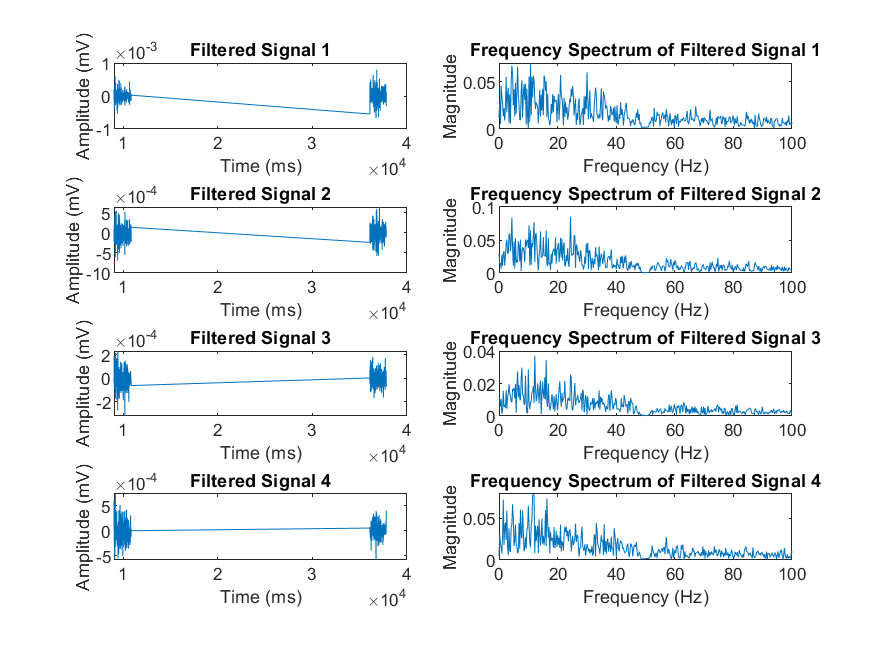 Filtered Signal 1
×10-3
Amplitude (mV)
1
0
-1
1
2
3
4
Time (ms)
×104
Frequency Spectrum of Filtered Signal 1
Magnitude
0.05
0
0
20
40
60
80
100
Frequency (Hz)
Filtered Signal 2
×10-4
Amplitude (mV)
5
0
-5
-10
1
2
3
4
Time (ms)
×104
Frequency Spectrum of Filtered Signal 2
Magnitude
0.1
0.05
0
0
20
40
60
80
100
Frequency (Hz)
Filtered Signal 3
×10-4
Amplitude (mV)
2
0
-2
1
2
3
4
Time (ms)
×104
Frequency Spectrum of Filtered Signal 3
Magnitude
0.04
0.02
0
0
20
40
60
80
100
Frequency (Hz)
Filtered Signal 4
×10-4
Amplitude (mV)
5
0
-5
1
2
3
4
Time (ms)
×104
Frequency Spectrum of Filtered Signal 4
Magnitude
0.05
0
0
20
40
60
80
100
Frequency (Hz)